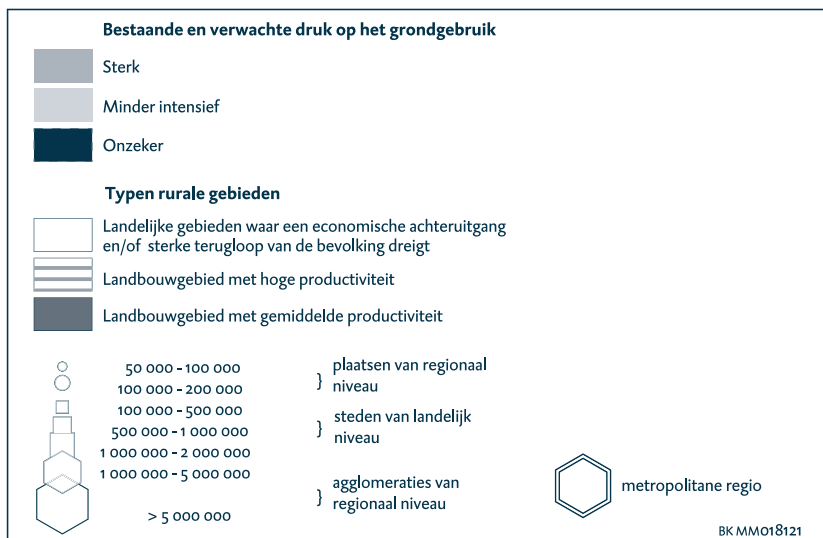 Bestaande en verwachte druk op het grondgebruik
Sterk
Minder intensief
Onzeker
Typen rurale gebieden
Landelijke gebieden waar een economische achteruitgang
en/of sterke terugloop van de bevolking dreigt
Landbouwgebied met hoge productiviteit
Landbouwgebied met gemiddelde productiviteit
50 000 - 100 000
100 000 - 200 000
} plaatsen van regionaal
niveau
100 000 - 500 000
500 000 - 1 000 000
} steden van landelijk
niveau
1 000 000 - 2 000 000
1 000 000 - 5 000 000
> 5 000 000
} agglomeraties van
regionaal niveau
metropolitane regio
BK MM018121